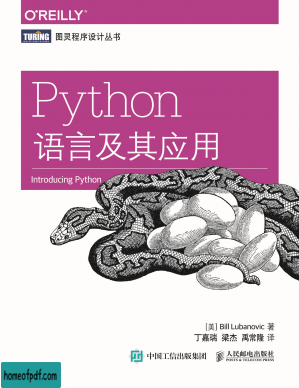 O'REILLY®
TURING 图灵程序设计丛书
Python
语言及其应用
Introducing Python
[美] Bill Lubanovic 著
丁嘉瑞 梁杰 禹常隆 译
中国工信出版集团 人民邮电出版社
homeofpdf.com